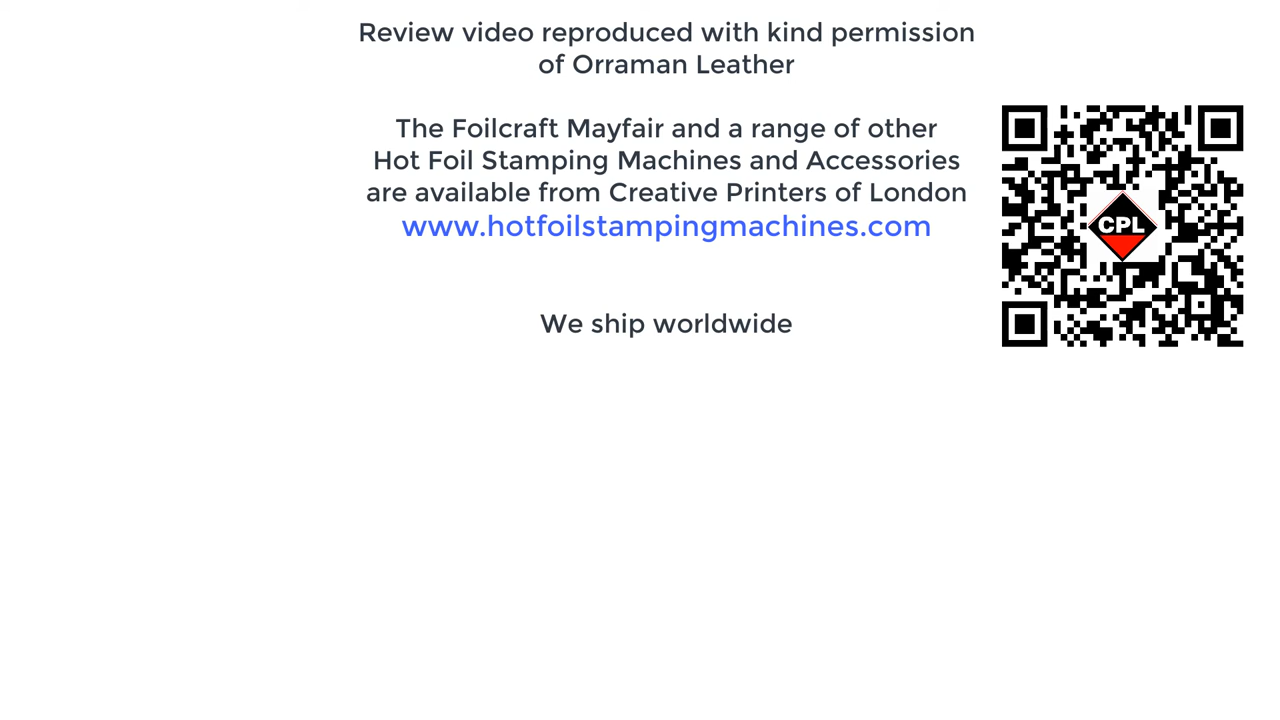 Review video reproduced with kind permission
of Orraman Leather
The Foilcraft Mayfair and a range of other
Hot Foil Stamping Machines and Accessories
are available from Creative Printers of London
www.hotfoilstampingmachines.com
CPL
We ship worldwide